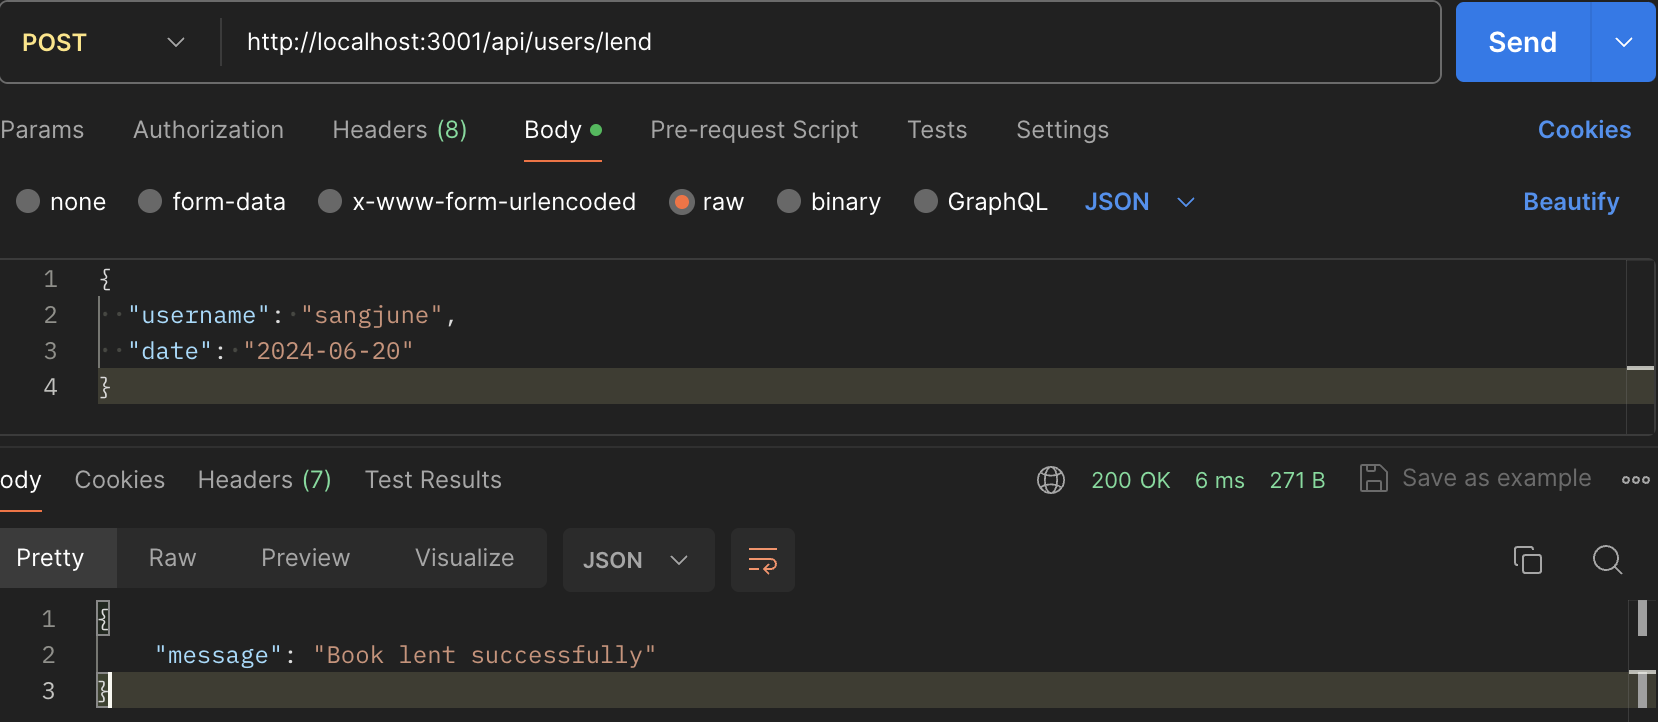 POST http://localhost:3001/api/users/lend Send
Params Authorization Headers (8) Body Pre-request Script Tests Settings Cookies
none form-data x-www-form-urlencoded raw binary GraphQL JSON Beautify
1 {
2 "username": "sangjune",
3 "date": "2024-06-20"
4 }
ody Cookies Headers (7) Test Results 200 OK 6 ms 271 B Save as example
Pretty Raw Preview Visualize JSON
1 {
2 "message": "Book lent successfully"
3 }